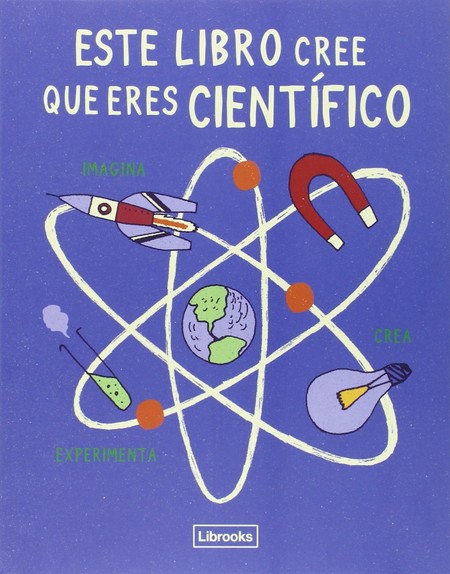 ESTE LIBRO CREE
QUE ERES CIENTÍFICO
IMAGINA
CREA
EXPERIMENTA
Librooks